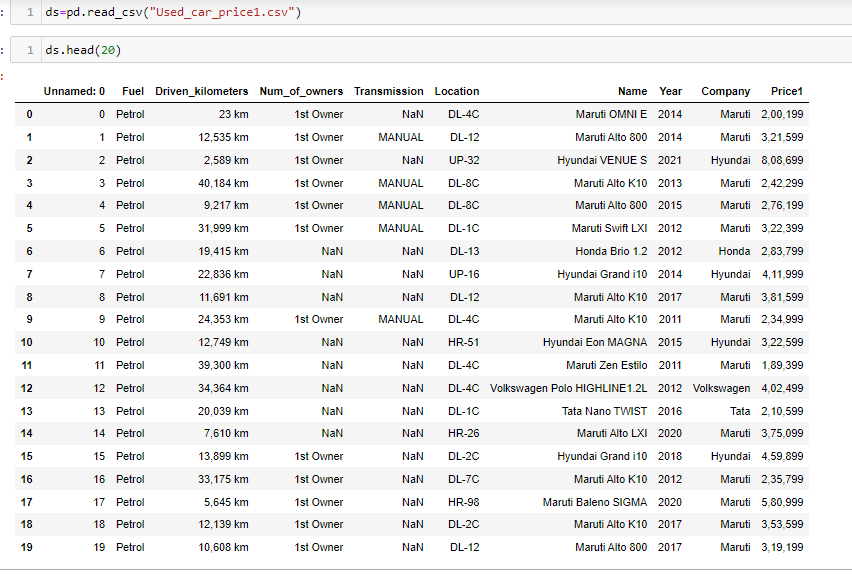 1 ds=pd.read_csv("Used_car_price1.csv")
1 ds.head(20)
Unnamed: 0 Fuel Driven_kilometers Num_of_owners Transmission Location Name Year Company Price1
0 0 Petrol 23 km 1st Owner NaN DL-4C Maruti OMNI E 2014 Maruti 2,00,199
1 1 Petrol 12,535 km 1st Owner MANUAL DL-12 Maruti Alto 800 2014 Maruti 3,21,599
2 2 Petrol 2,589 km 1st Owner NaN UP-32 Hyundai VENUE S 2021 Hyundai 8,08,699
3 3 Petrol 40,184 km 1st Owner MANUAL DL-8C Maruti Alto K10 2013 Maruti 2,42,299
4 4 Petrol 9,217 km 1st Owner MANUAL DL-8C Maruti Alto 800 2015 Maruti 2,76,199
5 5 Petrol 31,999 km 1st Owner MANUAL DL-1C Maruti Swift LXI 2012 Maruti 3,22,399
6 6 Petrol 19,415 km NaN NaN DL-13 Honda Brio 1.2 2012 Honda 2,83,799
7 7 Petrol 22,836 km NaN NaN UP-16 Hyundai Grand i10 2014 Hyundai 4,11,999
8 8 Petrol 11,691 km NaN NaN DL-12 Maruti Alto K10 2017 Maruti 3,81,599
9 9 Petrol 24,353 km 1st Owner MANUAL DL-4C Maruti Alto K10 2011 Maruti 2,34,999
10 10 Petrol 12,749 km NaN NaN HR-51 Hyundai Eon MAGNA 2015 Hyundai 3,22,599
11 11 Petrol 39,300 km NaN NaN DL-4C Maruti Zen Estilo 2011 Maruti 1,89,399
12 12 Petrol 34,364 km NaN NaN DL-4C Volkswagen Polo HIGHLINE1.2L 2012 Volkswagen 4,02,499
13 13 Petrol 20,039 km NaN NaN DL-1C Tata Nano TWIST 2016 Tata 2,10,599
14 14 Petrol 7,610 km NaN NaN HR-26 Maruti Alto LXI 2020 Maruti 3,75,099
15 15 Petrol 13,899 km 1st Owner NaN DL-2C Hyundai Grand i10 2018 Hyundai 4,59,899
16 16 Petrol 33,175 km 1st Owner NaN DL-7C Maruti Alto K10 2012 Maruti 2,35,799
17 17 Petrol 5,645 km 1st Owner NaN HR-98 Maruti Baleno SIGMA 2020 Maruti 5,80,999
18 18 Petrol 12,139 km 1st Owner NaN DL-2C Maruti Alto K10 2017 Maruti 3,53,599
19 19 Petrol 10,608 km 1st Owner NaN DL-12 Maruti Alto 800 2017 Maruti 3,19,199